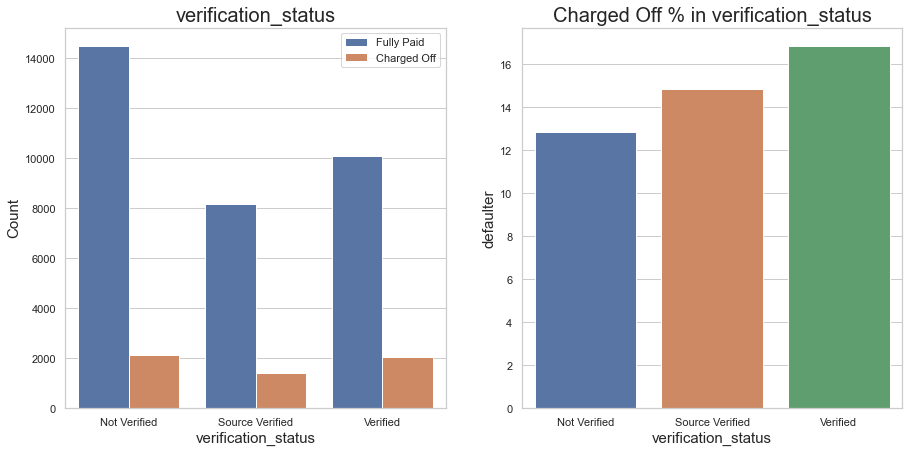 verification_status
Fully Paid
Charged Off
14000
12000
10000
8000
6000
4000
2000
0
Count
Not Verified Source Verified Verified
verification_status
Charged Off % in verification_status
16
14
12
10
8
6
4
2
0
defaulter
Not Verified Source Verified Verified
verification_status